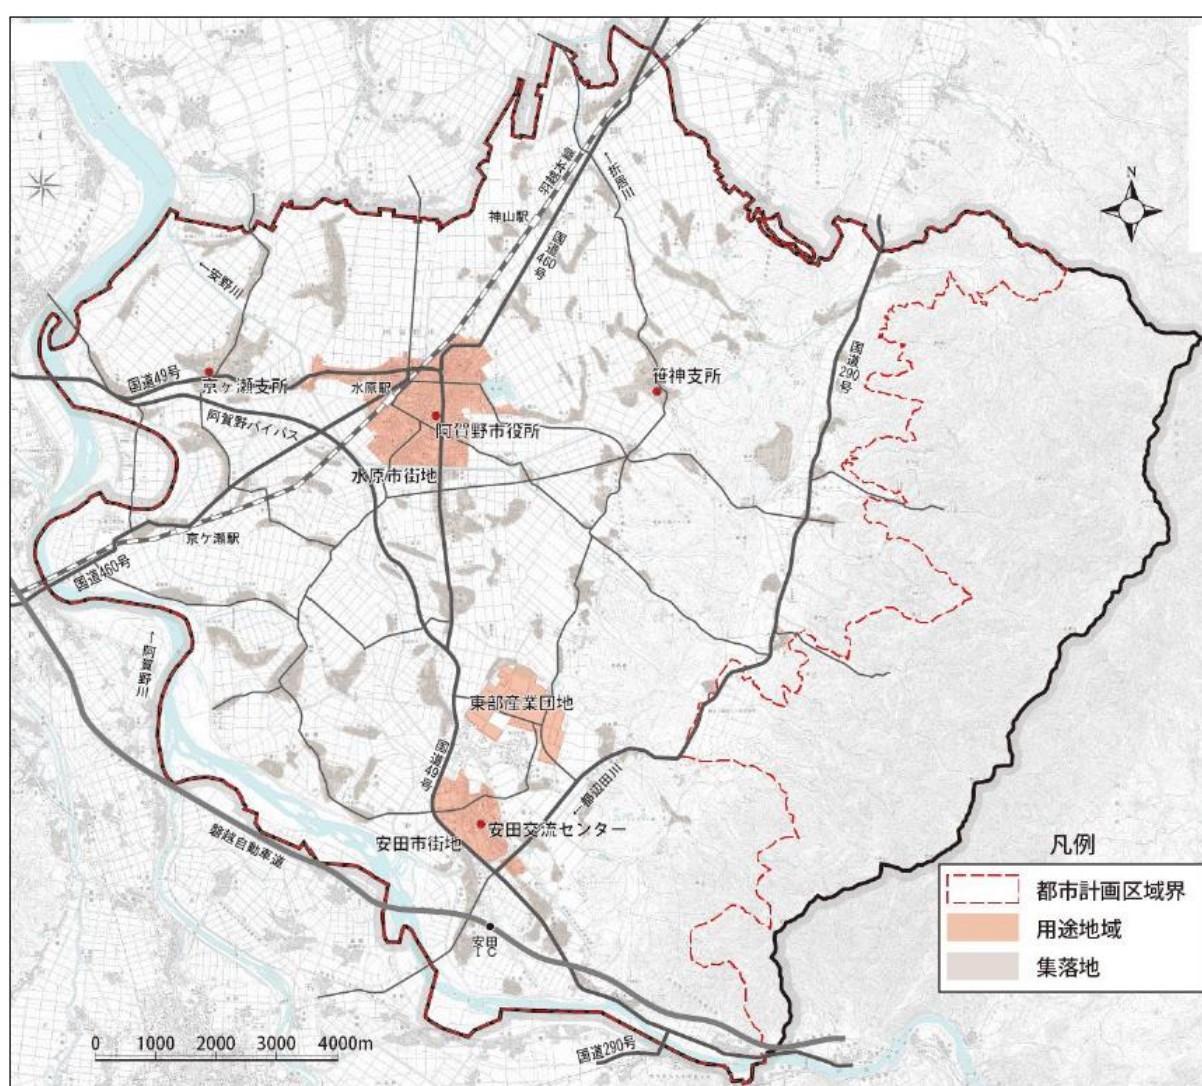 N
羽越本線
←折居川
神山駅
国道460号
←安野川
国道49号
京ヶ瀬支所
水原駅
笹神支所
国道290号
阿賀野バイパス
阿賀野市役所
水原市街地
京ケ瀬駅
国道460号
←阿賀野川
東部産業団地
国道49号
←都辺田川
安田交流センター
安田市街地
磐越自動車道
安田
IC
凡例
都市計画区域界
用途地域
集落地
0 1000 2000 3000 4000m
国道290号